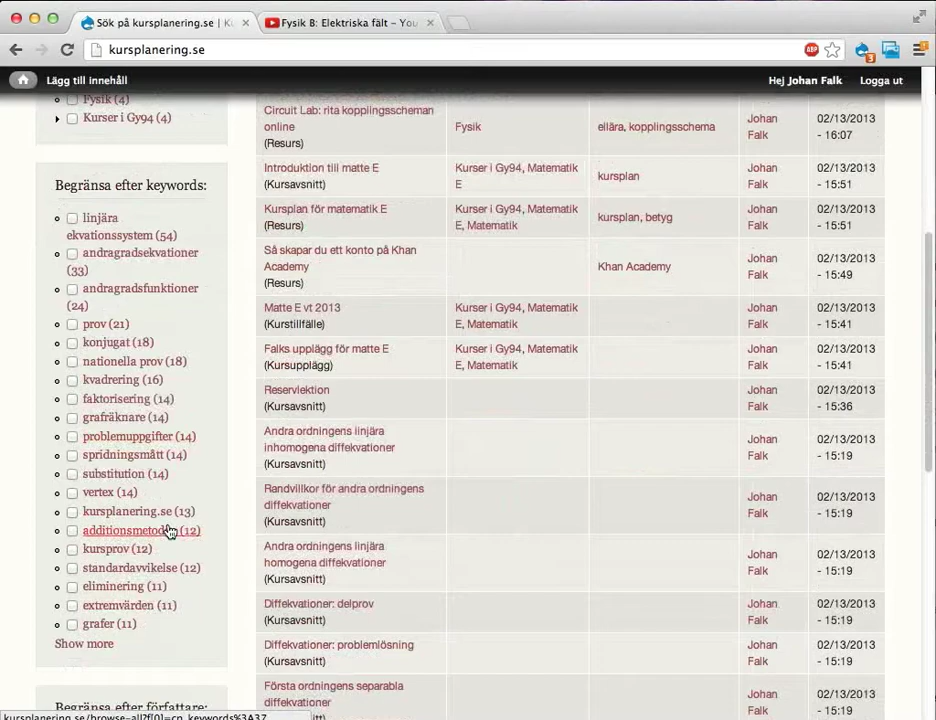 Sök på kursplanering.se | Ku
Fysik B: Elektriska fält – You
kursplanering.se
ABP
3
Lägg till innehåll
Hej Johan Falk
Logga ut
Fysik (4)
Kurser i Gy94 (4)
Begränsa efter keywords:
linjära
ekvationssystem (54)
andragradsekvationer
(33)
andragradsfunktioner
(24)
prov (21)
konjugat (18)
nationella prov (18)
kvadrering (16)
faktorisering (14)
grafräknare (14)
problemuppgifter (14)
spridningsmått (14)
substitution (14)
vertex (14)
kursplanering.se (13)
additionsmetoden (12)
kursprov (12)
standardavvikelse (12)
eliminering (11)
extremvärden (11)
grafer (11)
Show more
Begränsa efter författare:
Circuit Lab: rita kopplingsscheman
online
(Resurs)
Fysik
ellära, kopplingsschema
Johan
Falk
02/13/2013
- 16:07
Introduktion till matte E
(Kursavsnitt)
Kurser i Gy94, Matematik
E
kursplan
Johan
Falk
02/13/2013
- 15:51
Kursplan för matematik E
(Resurs)
Kurser i Gy94, Matematik
E, Matematik
kursplan, betyg
Johan
Falk
02/13/2013
- 15:51
Så skapar du ett konto på Khan
Academy
(Resurs)
Khan Academy
Johan
Falk
02/13/2013
- 15:49
Matte E vt 2013
(Kurstillfälle)
Kurser i Gy94, Matematik
E, Matematik
Johan
Falk
02/13/2013
- 15:41
Falks upplägg för matte E
(Kursupplägg)
Kurser i Gy94, Matematik
E, Matematik
Johan
Falk
02/13/2013
- 15:41
Reservlektion
(Kursavsnitt)
Johan
Falk
02/13/2013
- 15:36
Andra ordningens linjära
inhomogena diffekvationer
(Kursavsnitt)
Johan
Falk
02/13/2013
- 15:19
Randvillkor för andra ordningens
diffekvationer
(Kursavsnitt)
Johan
Falk
02/13/2013
- 15:19
Andra ordningens linjära
homogena diffekvationer
(Kursavsnitt)
Johan
Falk
02/13/2013
- 15:19
Diffekvationer: delprov
(Kursavsnitt)
Johan
Falk
02/13/2013
- 15:19
Diffekvationer: problemlösning
(Kursavsnitt)
Johan
Falk
02/13/2013
- 15:19
Första ordningens separabla
diffekvationer
(Kursavsnitt)
Johan
Falk
02/13/2013
- 15:19
kursplanering.se/browse-all?f[0]=cp_keywords%3A37